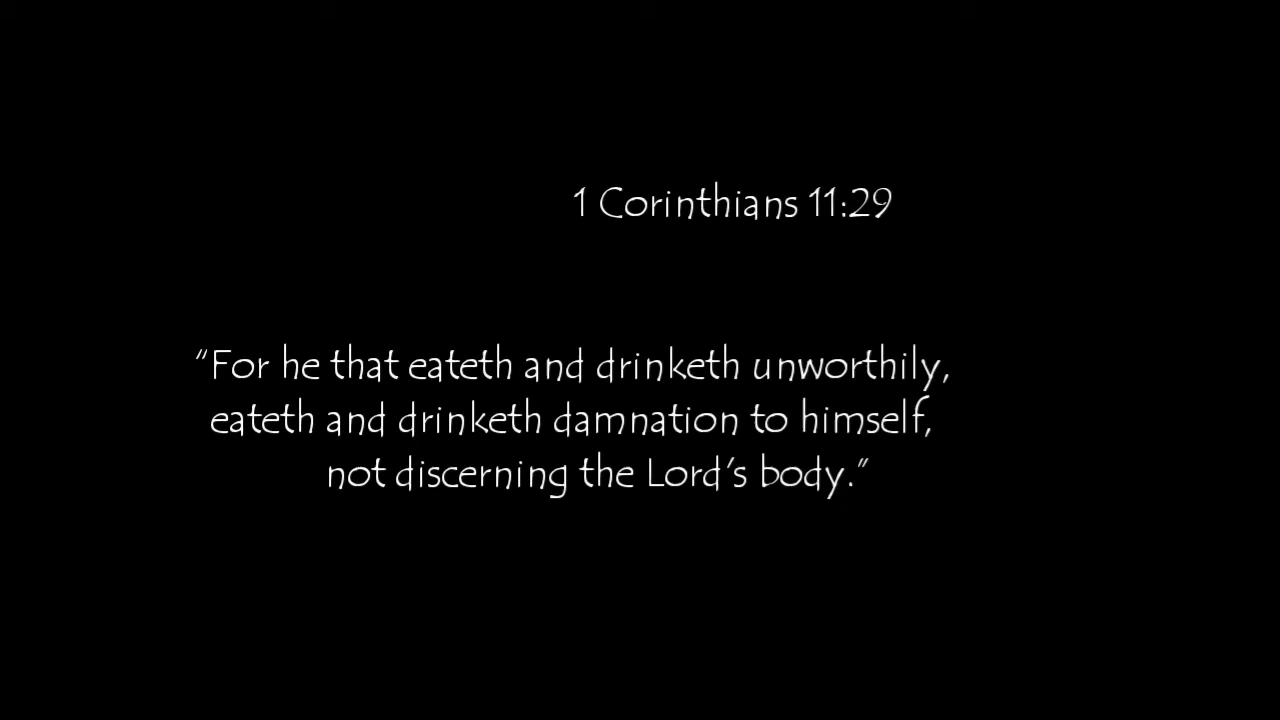 1 Corinthians 11:29
“For he that eateth and drinketh unworthily,
eateth and drinketh damnation to himself,
not discerning the Lord’s body.”